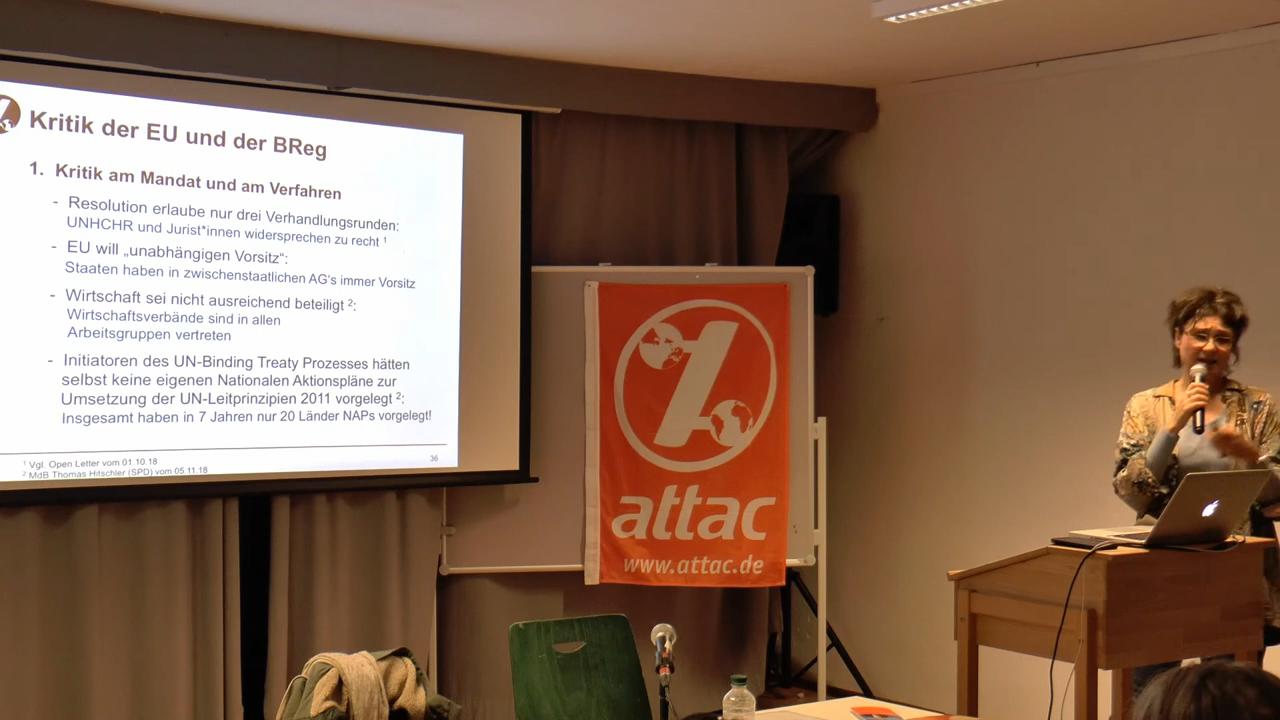 Kritik der EU und der BReg
1. Kritik am Mandat und am Verfahren
- Resolution erlaube nur drei Verhandlungsrunden:
UNHCHR und Jurist*innen widersprechen zu recht ¹
- EU will „unabhängigen Vorsitz“:
Staaten haben in zwischenstaatlichen AG‘s immer Vorsitz
- Wirtschaft sei nicht ausreichend beteiligt ²:
Wirtschaftsverbände sind in allen
Arbeitsgruppen vertreten
- Initiatoren des UN-Binding Treaty Prozesses hätten
selbst keine eigenen Nationalen Aktionspläne zur
Umsetzung der UN-Leitprinzipien 2011 vorgelegt ²:
Insgesamt haben in 7 Jahren nur 20 Länder NAPs vorgelegt!
¹ Vgl. Open Letter vom 01.10.18
² MdB Thomas Hitschler (SPD) vom 05.11.18
36
attac
www.attac.de